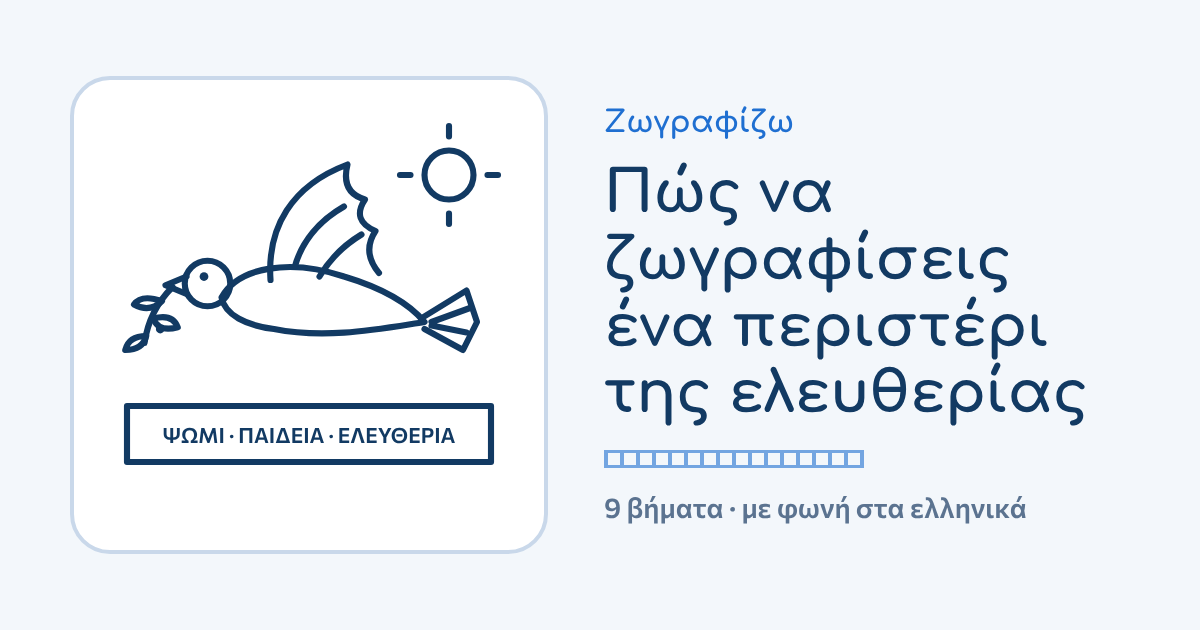 ΨΩΜΙ · ΠΑΙΔΕΙΑ · ΕΛΕΥΘΕΡΙΑ
Ζωγραφίζω
Πώς να
ζωγραφίσεις
ένα περιστέρι
της ελευθερίας
9 βήματα · με φωνή στα ελληνικά